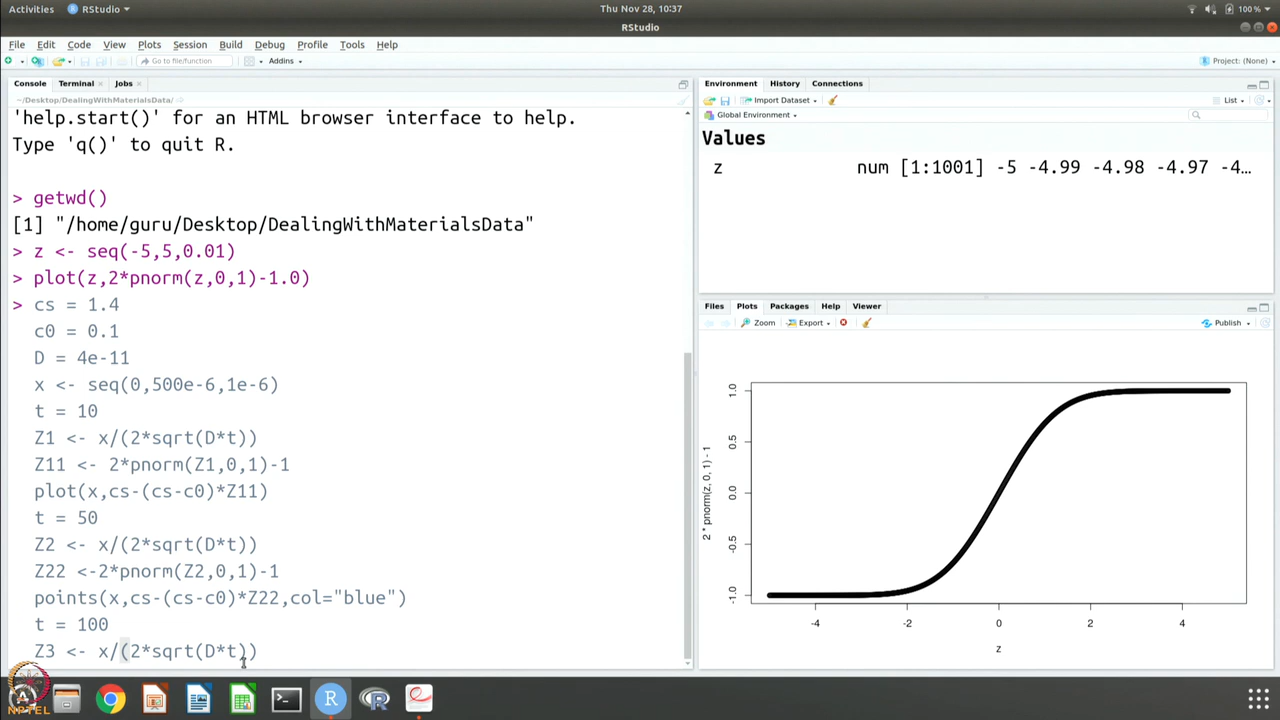 Activities RStudio Thu Nov 28, 10:37 100%
RStudio
File Edit Code View Plots Session Build Debug Profile Tools Help
Go to file/function Addins Project: (None)
Console Terminal Jobs
~/Desktop/DealingWithMaterialsData/
'help.start()' for an HTML browser interface to help.
Type 'q()' to quit R.
> getwd()
[1] "/home/guru/Desktop/DealingWithMaterialsData"
> z <- seq(-5,5,0.01)
> plot(z,2*pnorm(z,0,1)-1.0)
> cs = 1.4
c0 = 0.1
D = 4e-11
x <- seq(0,500e-6,1e-6)
t = 10
Z1 <- x/(2*sqrt(D*t))
Z11 <- 2*pnorm(Z1,0,1)-1
plot(x,cs-(cs-c0)*Z11)
t = 50
Z2 <- x/(2*sqrt(D*t))
Z22 <-2*pnorm(Z2,0,1)-1
points(x,cs-(cs-c0)*Z22,col="blue")
t = 100
Z3 <- x/(2*sqrt(D*t))
Environment History Connections
Import Dataset List
Global Environment
Values
z num [1:1001] -5 -4.99 -4.98 -4.97 -4…
Files Plots Packages Help Viewer
Zoom Export Publish
2 * pnorm(z, 0, 1) - 1
1.0
0.5
0.0
-0.5
-1.0
-4 -2 0 2 4
z
NPTEL